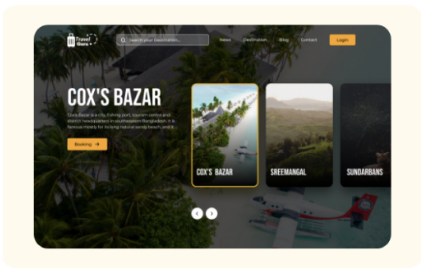 Travel
Guru
Search your Destination...
News
Destination
Blog
Contact
Login
COX'S BAZAR
Cox's Bazar is a city, fishing port, tourism centre and
district headquarters in southeastern Bangladesh. It is
famous mostly for its long natural sandy beach, and it ...
Booking
COX'S BAZAR
SREEMANGAL
SUNDARBANS